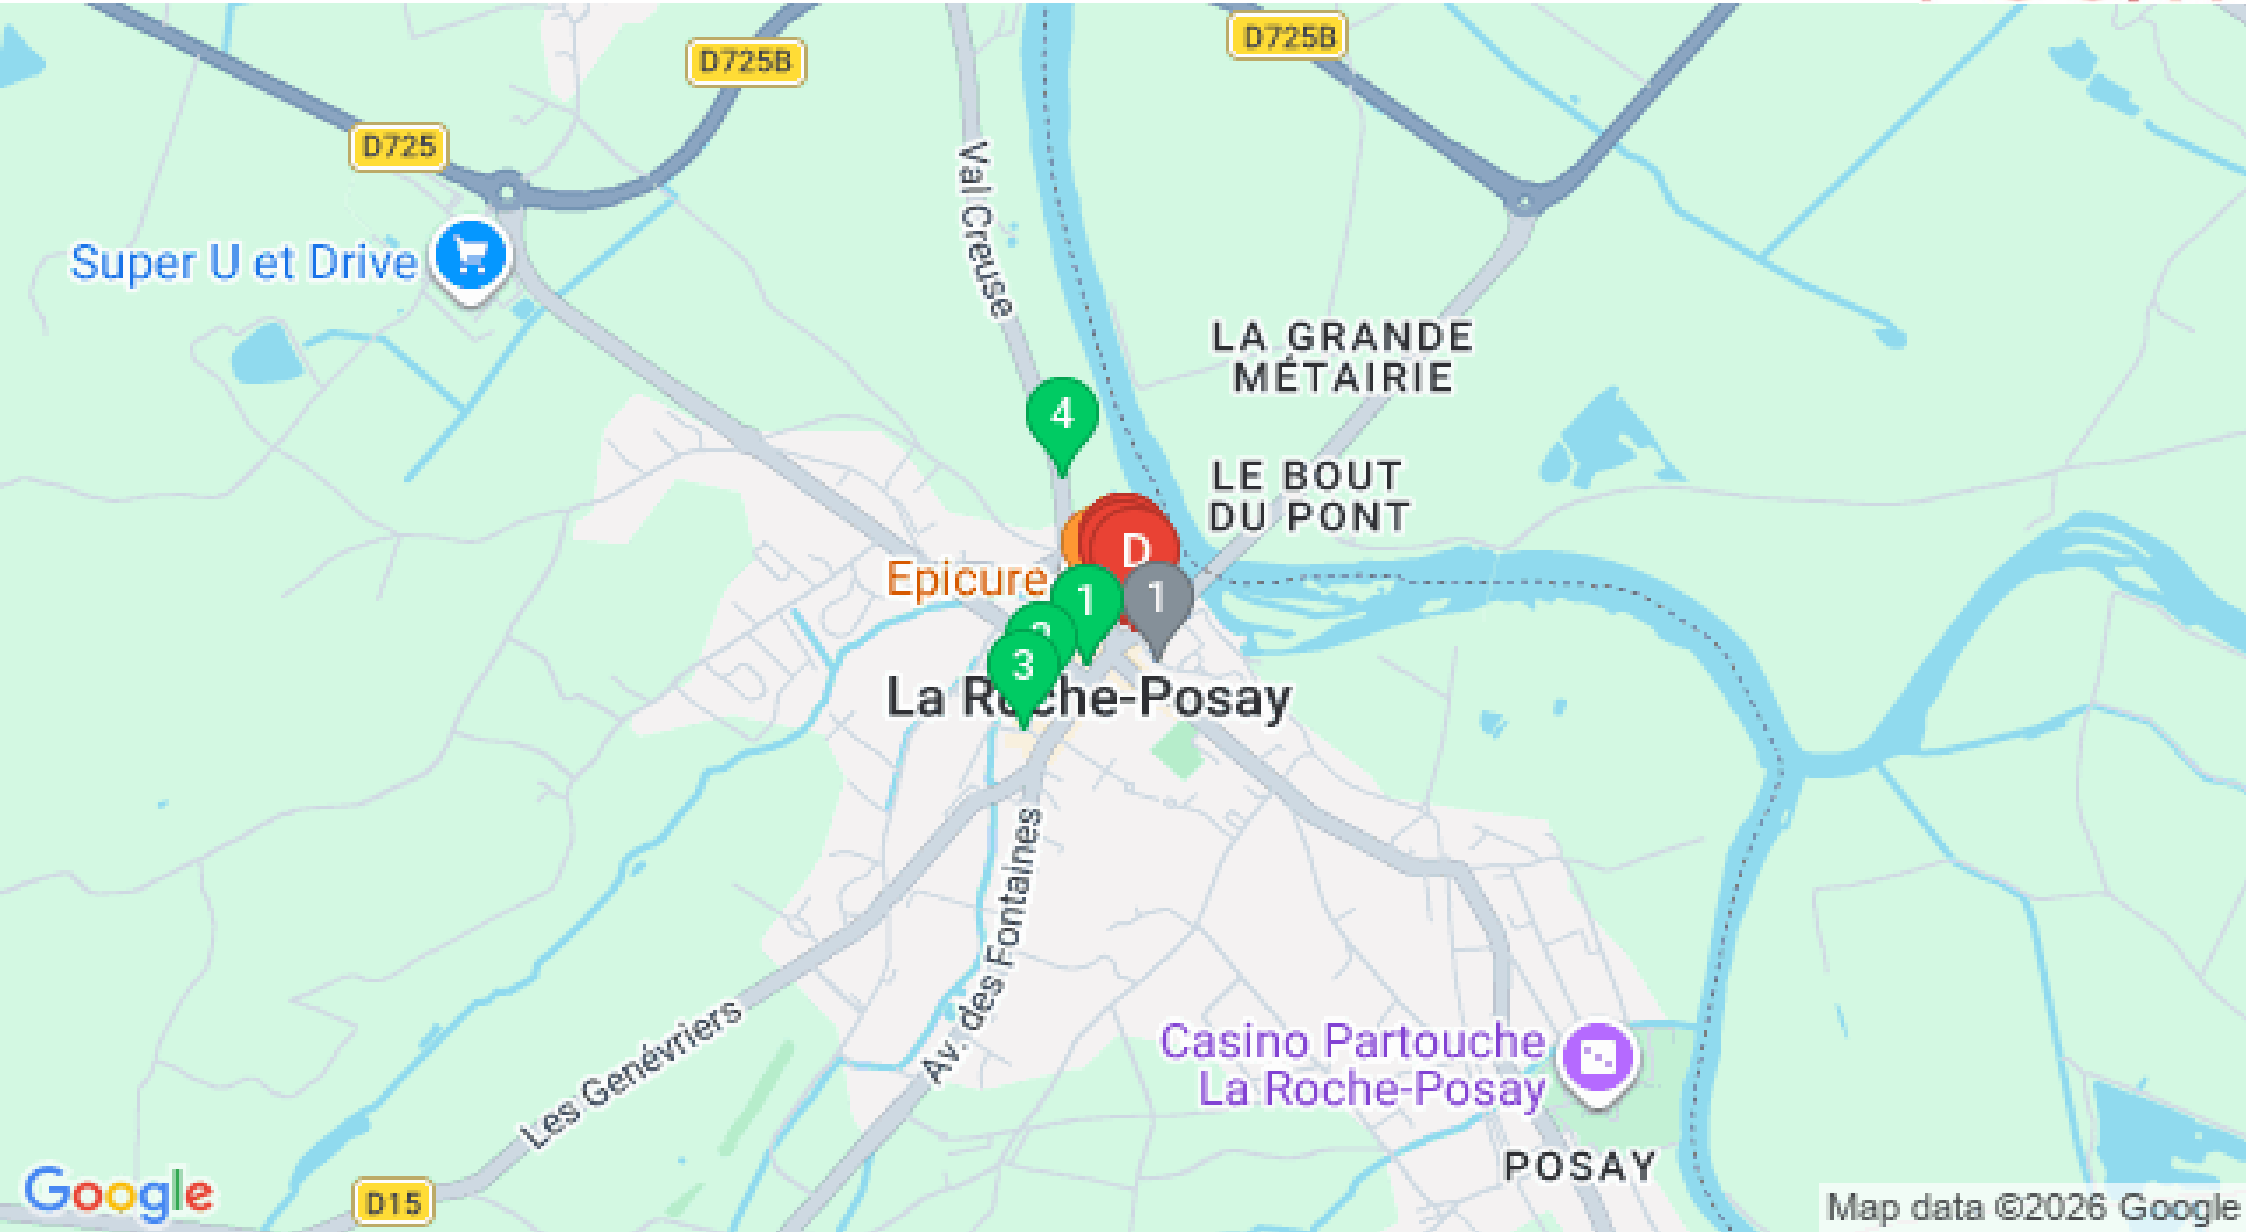 D725B
D725B
D725
Val Creuse
Super U et Drive
LA GRANDE
MÉTAIRIE
4
LE BOUT
DU PONT
D
Epicure
1
1
3
La Roche-Posay
Av. des Fontaines
Les Genévriers
Casino Partouche
La Roche-Posay
POSAY
Google
D15
Map data ©2026 Google